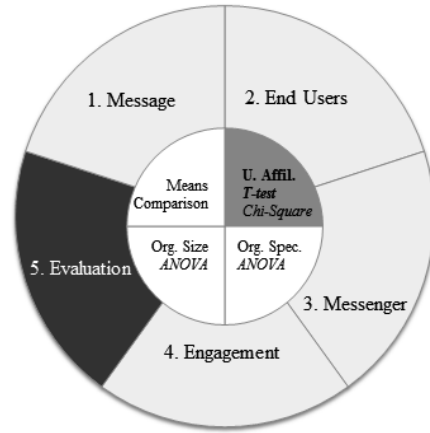 1. Message
2. End Users
Means
Comparison
U. Affil.
T-test
Chi-Square
Org. Size
ANOVA
Org. Spec.
ANOVA
5. Evaluation
3. Messenger
4. Engagement